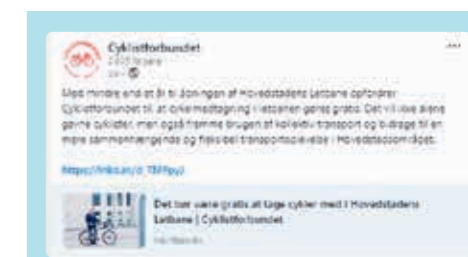 Cyklistforbundet
Med mindre end et år til åbningen af Hovedstadens Letbane opfordrer
Cyklistforbundet til, at cykelmedtagning i letbanen gøres gratis. Det vil ikke alene
gavne cyklister, men også fremme brugen af kollektiv transport og bidrage til en
mere sammenhængende og fleksibel transportoplevelse i Hovedstadsområdet.
Det bør være gratis at tage cykler med i Hovedstadens
Letbane | Cyklistforbundet